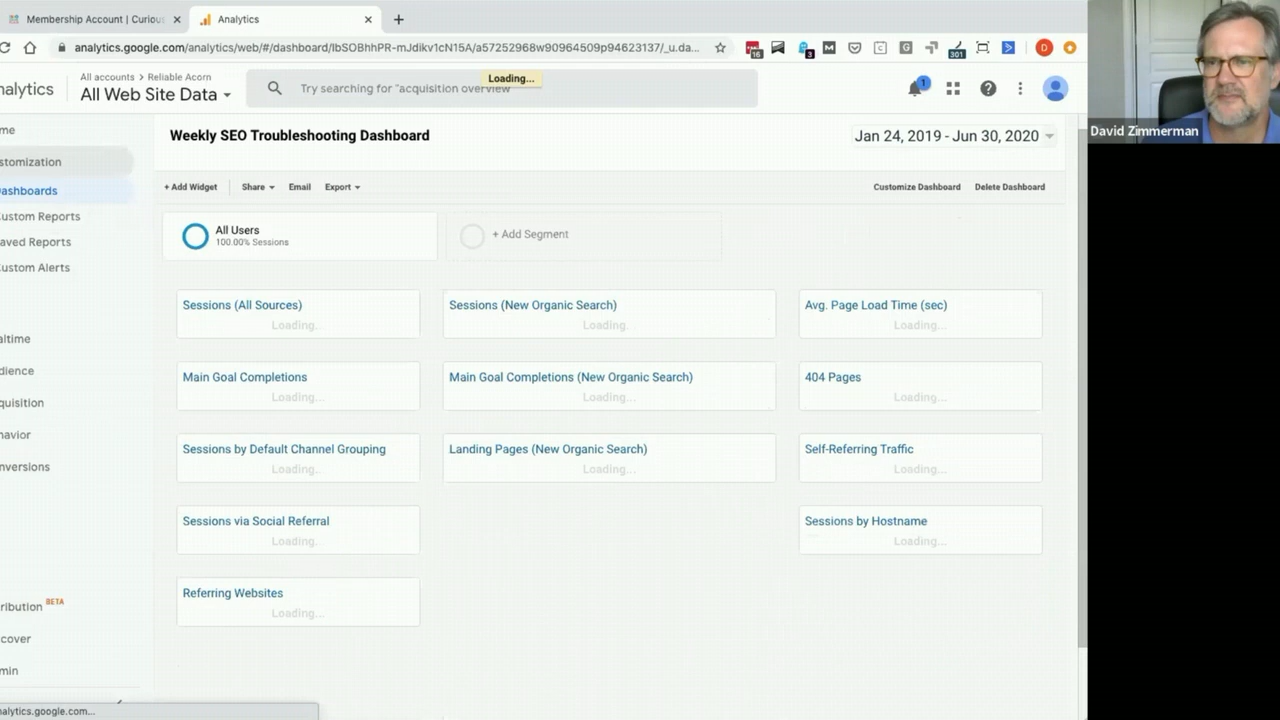 Membership Account | Curiou
Analytics
analytics.google.com/analytics/web/#/dashboard/IbSOBhhPR-mJdikv1cN15A/a57252968w90964509p94623137/_u.da...
16
3
301
D
nalytics
All accounts > Reliable Acorn
All Web Site Data
Try searching for "acquisition overview"
Loading...
1
David Zimmerman
me
stomization
Dashboards
ustom Reports
aved Reports
ustom Alerts
altime
dience
quisition
havior
nversions
ribution BETA
cover
min
nalytics.google.com...
Weekly SEO Troubleshooting Dashboard
Jan 24, 2019 - Jun 30, 2020
+ Add Widget
Share
Email
Export
Customize Dashboard
Delete Dashboard
All Users
100.00% Sessions
+ Add Segment
Sessions (All Sources)
Loading...
Sessions (New Organic Search)
Loading.
Avg. Page Load Time (sec)
Loading...
Main Goal Completions
Loading...
Main Goal Completions (New Organic Search)
Loading...
404 Pages
Loading...
Sessions by Default Channel Grouping
Loading...
Landing Pages (New Organic Search)
Loading...
Self-Referring Traffic
Loading...
Sessions via Social Referral
Loading.
Sessions by Hostname
Loading...
Referring Websites
Loading...